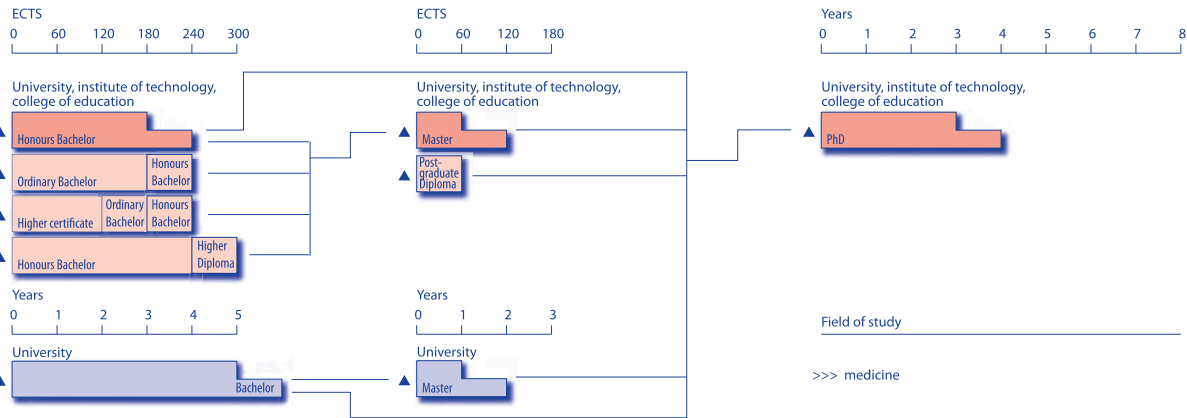 ECTS
0 60 120 180 240 300
University, institute of technology,
college of education
Honours Bachelor
Ordinary Bachelor
Honours
Bachelor
Higher certificate
Ordinary
Bachelor
Honours
Bachelor
Honours Bachelor
Higher
Diploma
Years
0 1 2 3 4 5
University
Bachelor
ECTS
0 60 120 180
University, institute of technology,
college of education
Master
Post-
graduate
Diploma
Years
0 1 2 3
University
Master
Years
0 1 2 3 4 5 6 7 8
University, institute of technology,
college of education
PhD
Field of study
>>> medicine